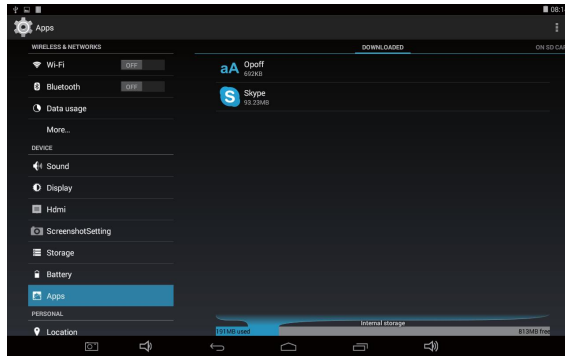 08:1
Apps
WIRELESS & NETWORKS
DOWNLOADED
ON SD CAR
Wi-Fi
OFF
Opoff
692KB
Bluetooth
OFF
Skype
93.23MB
Data usage
More...
DEVICE
Sound
Display
Hdmi
ScreenshotSetting
Storage
Battery
Apps
PERSONAL
Internal storage
Location
191MB used
813MB free